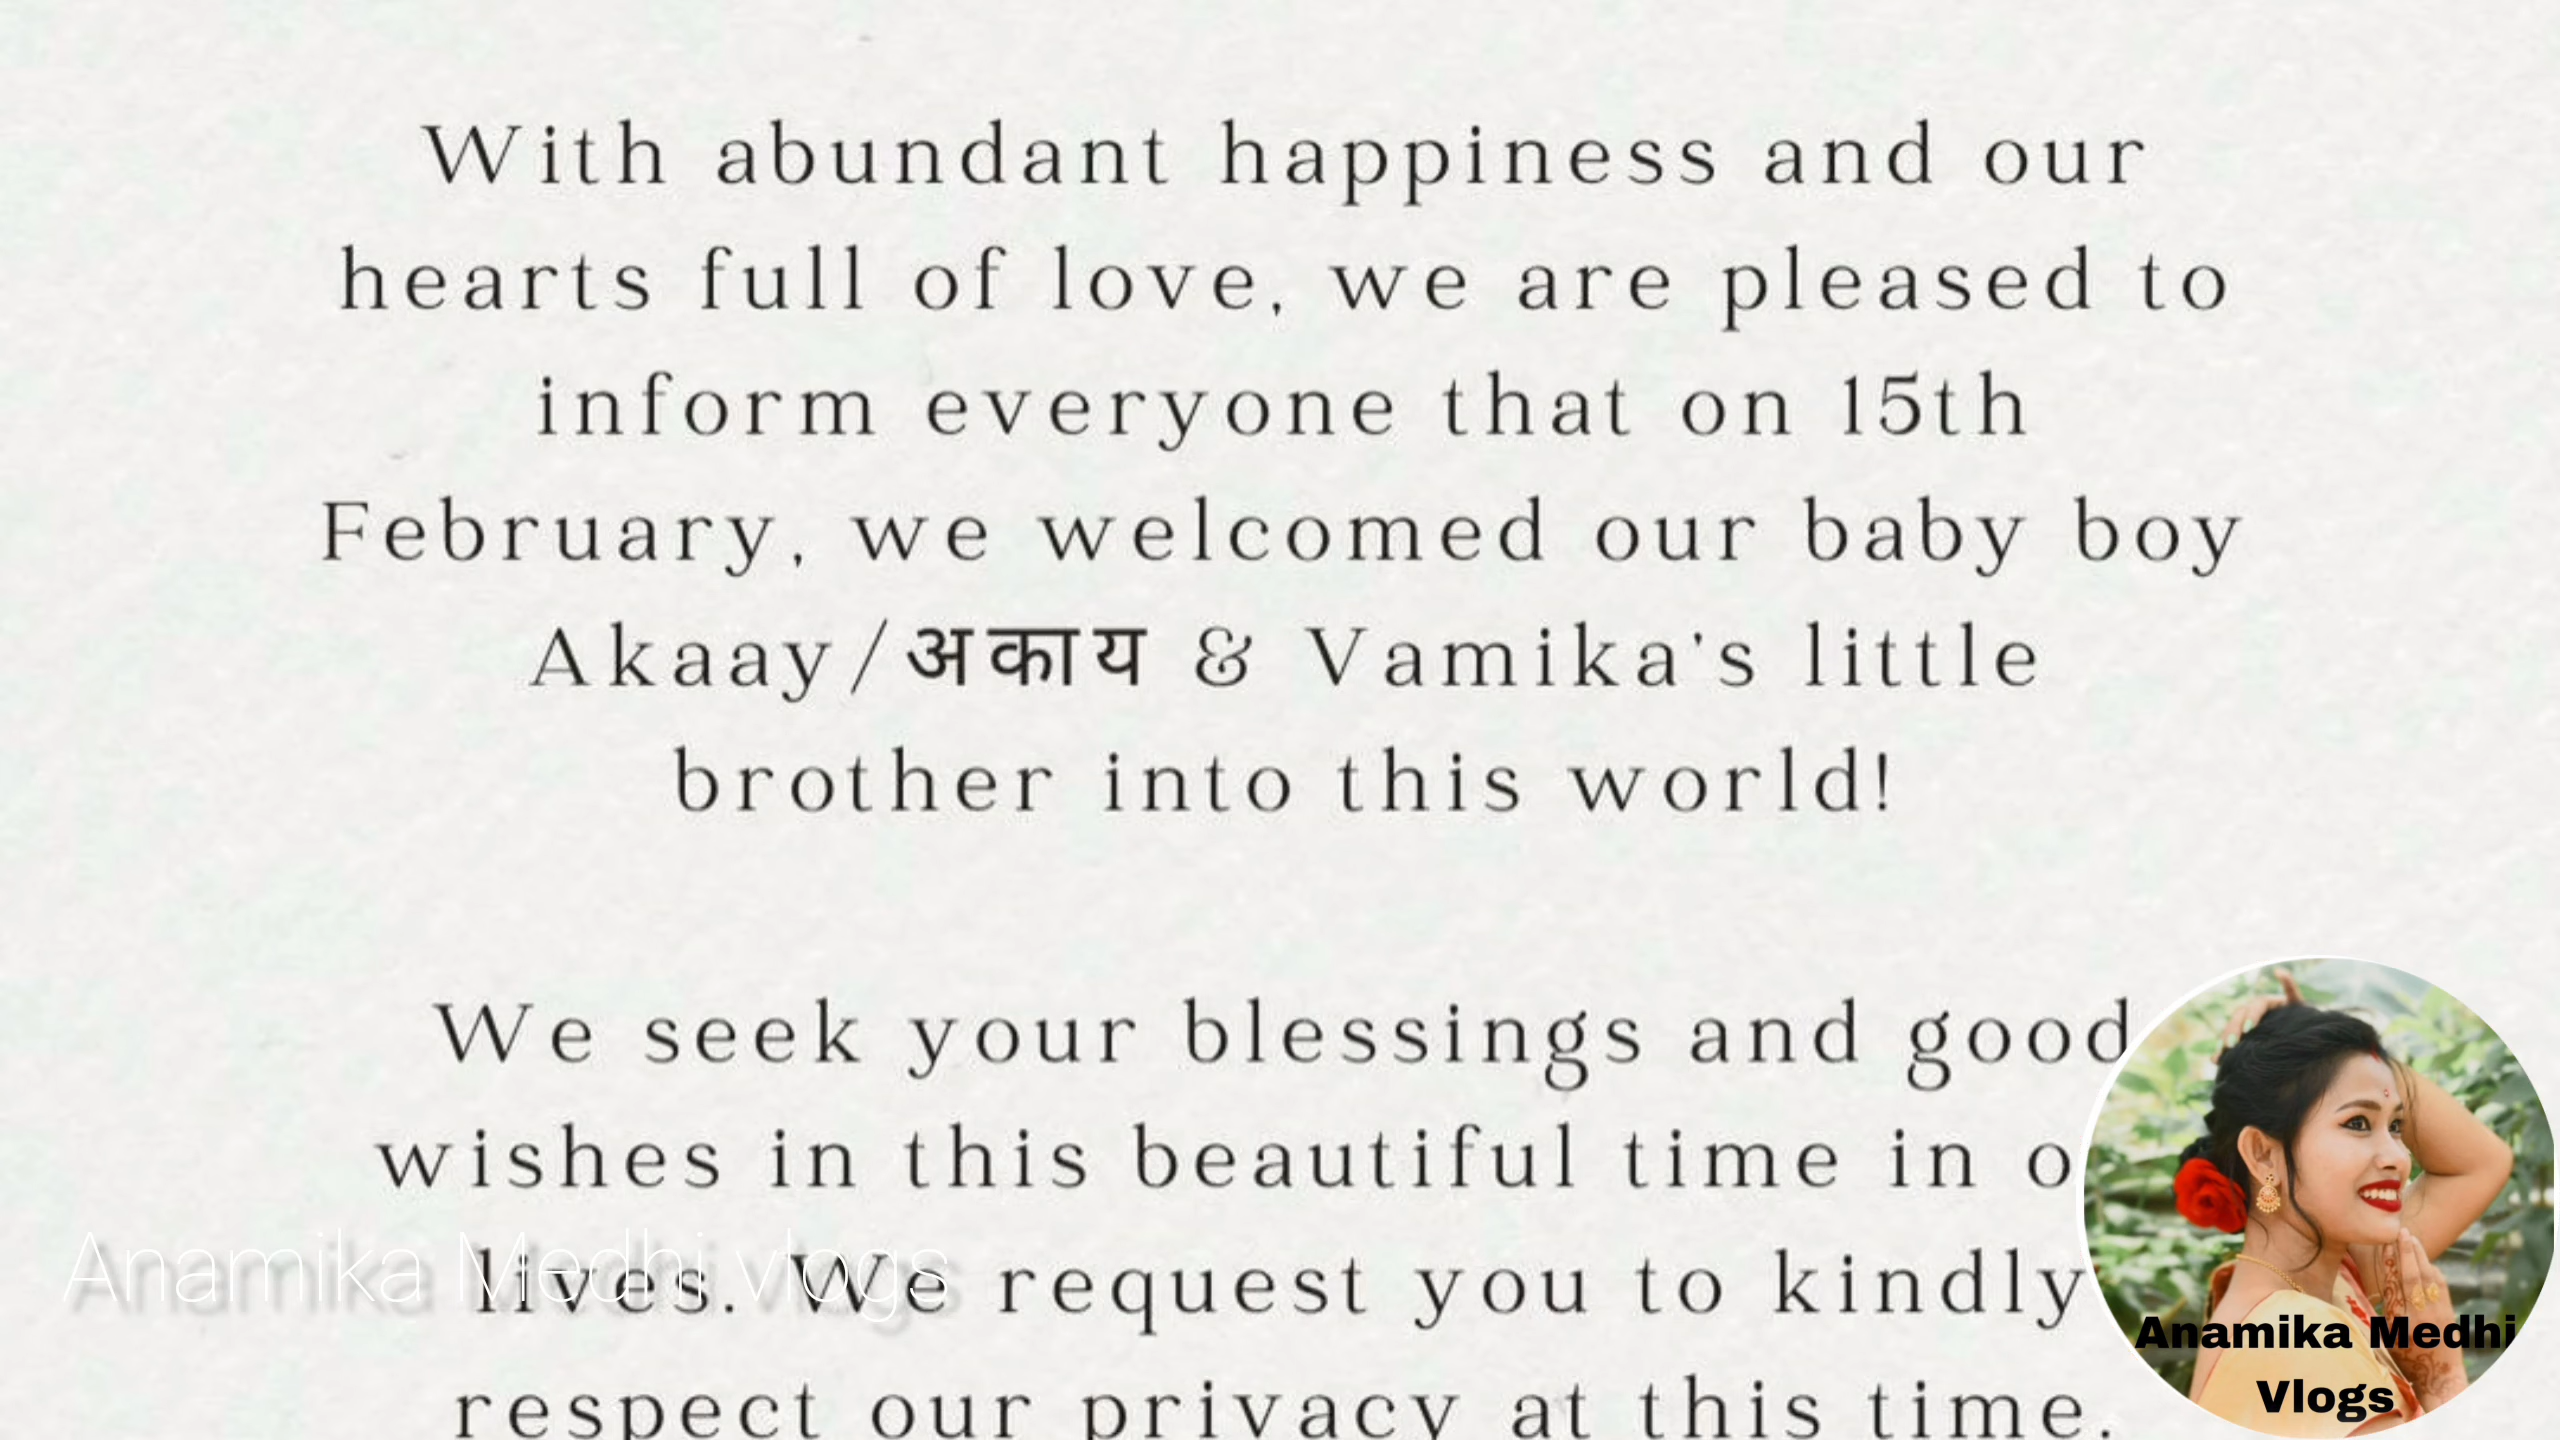 With abundant happiness and our
hearts full of love, we are pleased to
inform everyone that on 15th
February, we welcomed our baby boy
Akaay/अकाय & Vamika's little
brother into this world!
We seek your blessings and good
wishes in this beautiful time in
lives. We request you to kindly
respect our privacy at this time.
Anamika Medhi vlogs
Anamika Medhi
Vlogs